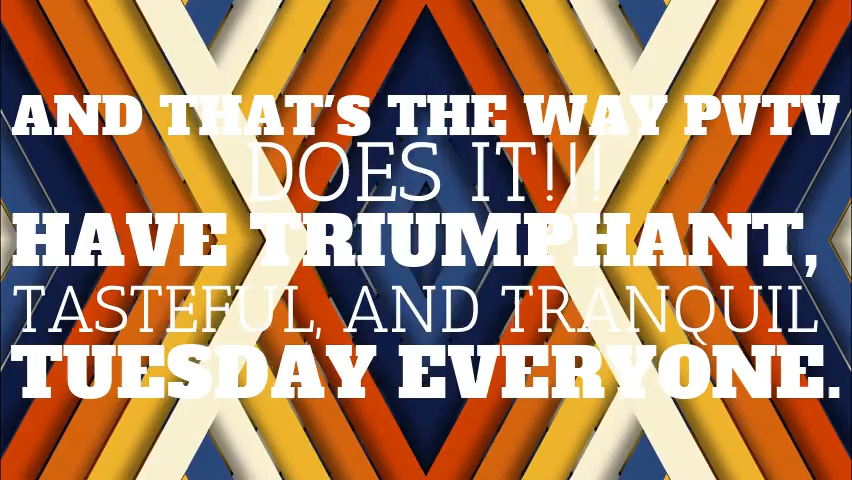 AND THAT'S THE WAY PVTV
DOES IT!!!
HAVE TRIUMPHANT,
TASTEFUL, AND TRANQUIL
TUESDAY EVERYONE.